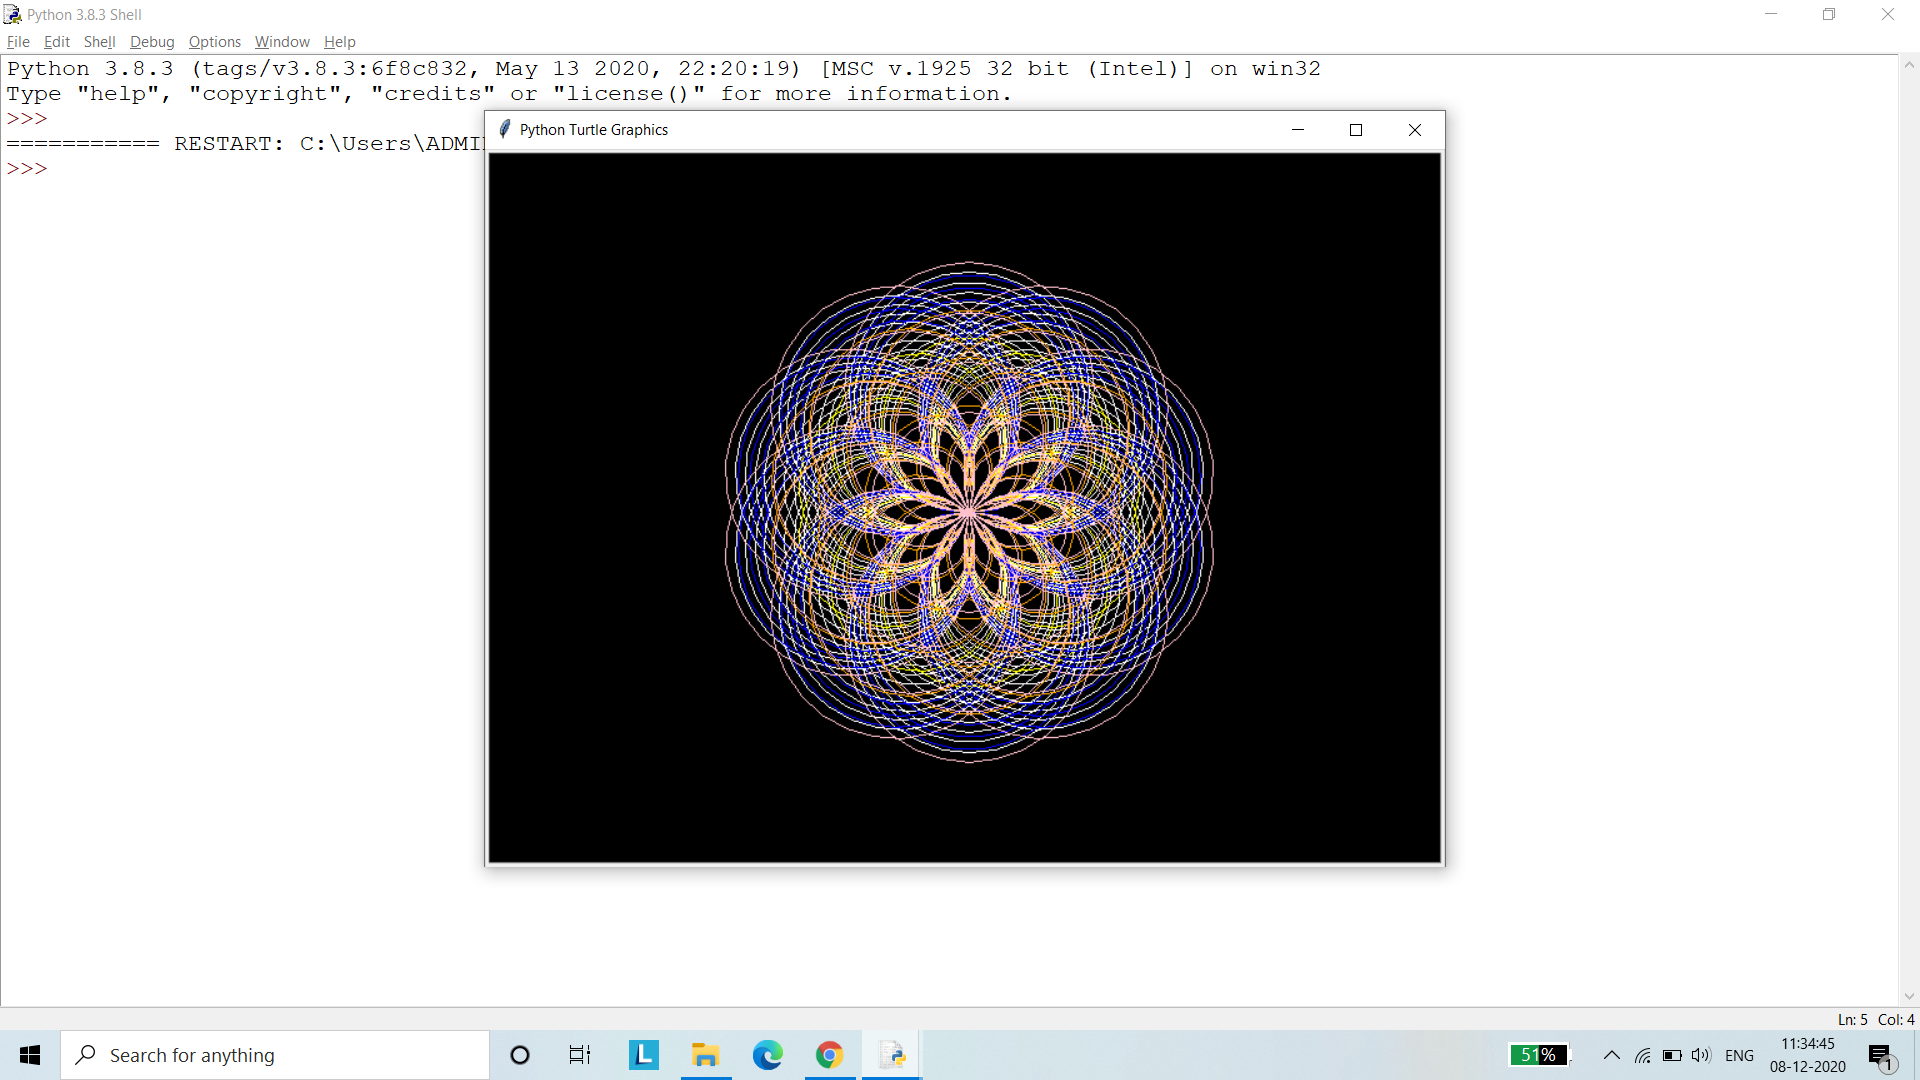 Python 3.8.3 Shell
File Edit Shell Debug Options Window Help
Python 3.8.3 (tags/v3.8.3:6f8c832, May 13 2020, 22:20:19) [MSC v.1925 32 bit (Intel)] on win32
Type "help", "copyright", "credits" or "license()" for more information.
>>>
=========== RESTART: C:\Users\ADMI
>>>
Python Turtle Graphics
Ln: 5 Col: 4
Search for anything
L
51%
ENG
11:34:45
08-12-2020
1